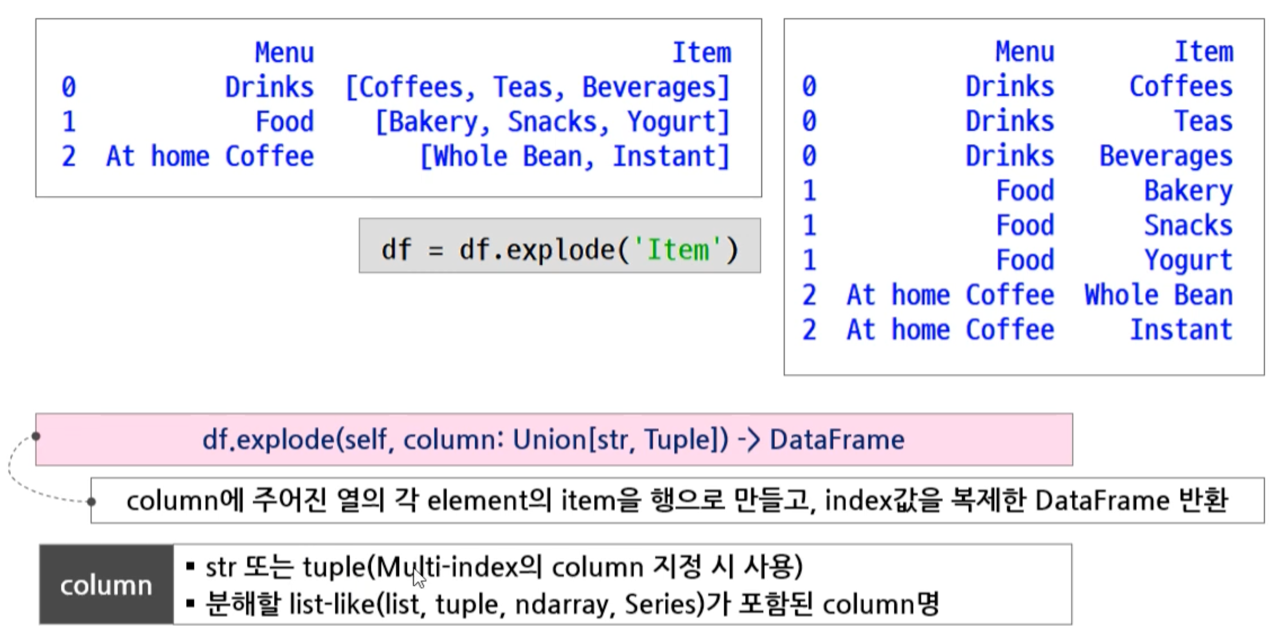 Menu Item
0 Drinks [Coffees, Teas, Beverages]
1 Food [Bakery, Snacks, Yogurt]
2 At home Coffee [Whole Bean, Instant]
df = df.explode('Item')
Menu Item
0 Drinks Coffees
0 Drinks Teas
0 Drinks Beverages
1 Food Bakery
1 Food Snacks
1 Food Yogurt
2 At home Coffee Whole Bean
2 At home Coffee Instant
df.explode(self, column: Union[str, Tuple]) -> DataFrame
column에 주어진 열의 각 element의 item을 행으로 만들고, index값을 복제한 DataFrame 반환
column
▪ str 또는 tuple(Multi-index의 column 지정 시 사용)
▪ 분해할 list-like(list, tuple, ndarray, Series)가 포함된 column명